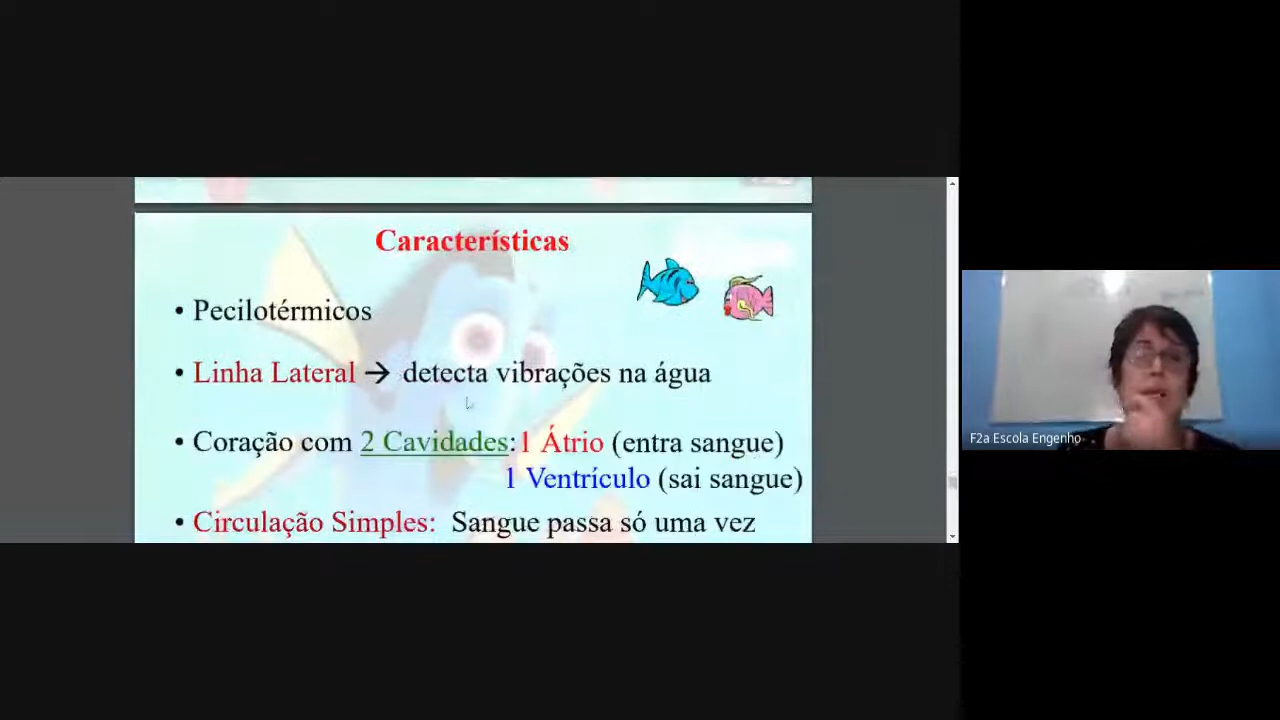 Características
• Pecilotérmicos
• Linha Lateral → detecta vibrações na água
• Coração com 2 Cavidades: 1 Átrio (entra sangue)
1 Ventrículo (sai sangue)
• Circulação Simples: Sangue passa só uma vez
F2a Escola Engenho